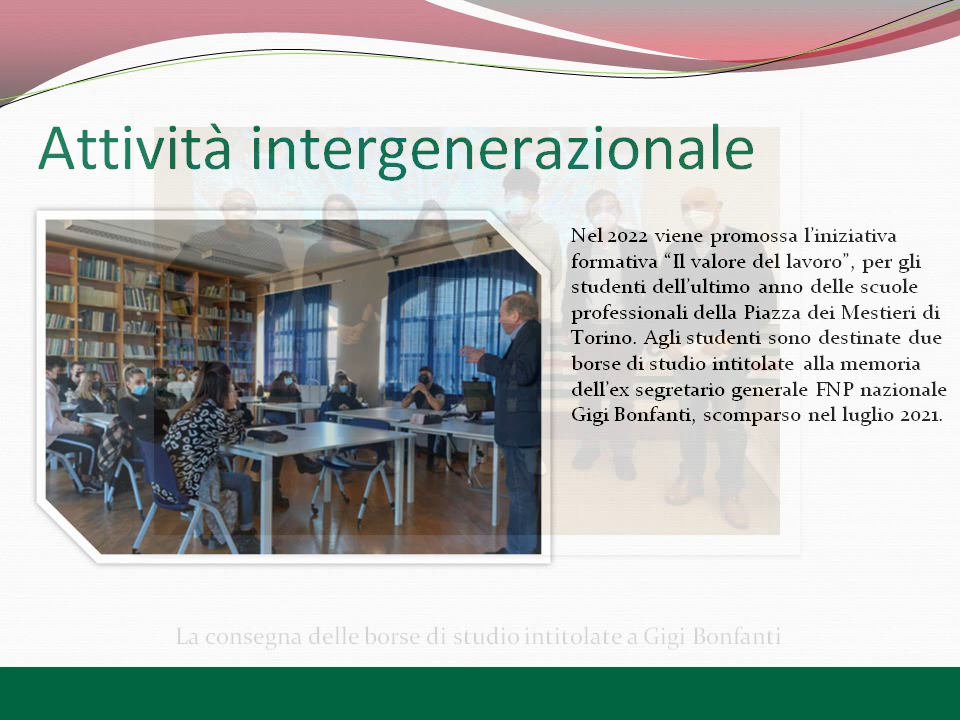 Attività intergenerazionale
Nel 2022 viene promossa l’iniziativa
formativa “Il valore del lavoro”, per gli
studenti dell’ultimo anno delle scuole
professionali della Piazza dei Mestieri di
Torino. Agli studenti sono destinate due
borse di studio intitolate alla memoria
dell’ex segretario generale FNP nazionale
Gigi Bonfanti, scomparso nel luglio 2021.
La consegna delle borse di studio intitolate a Gigi Bonfanti